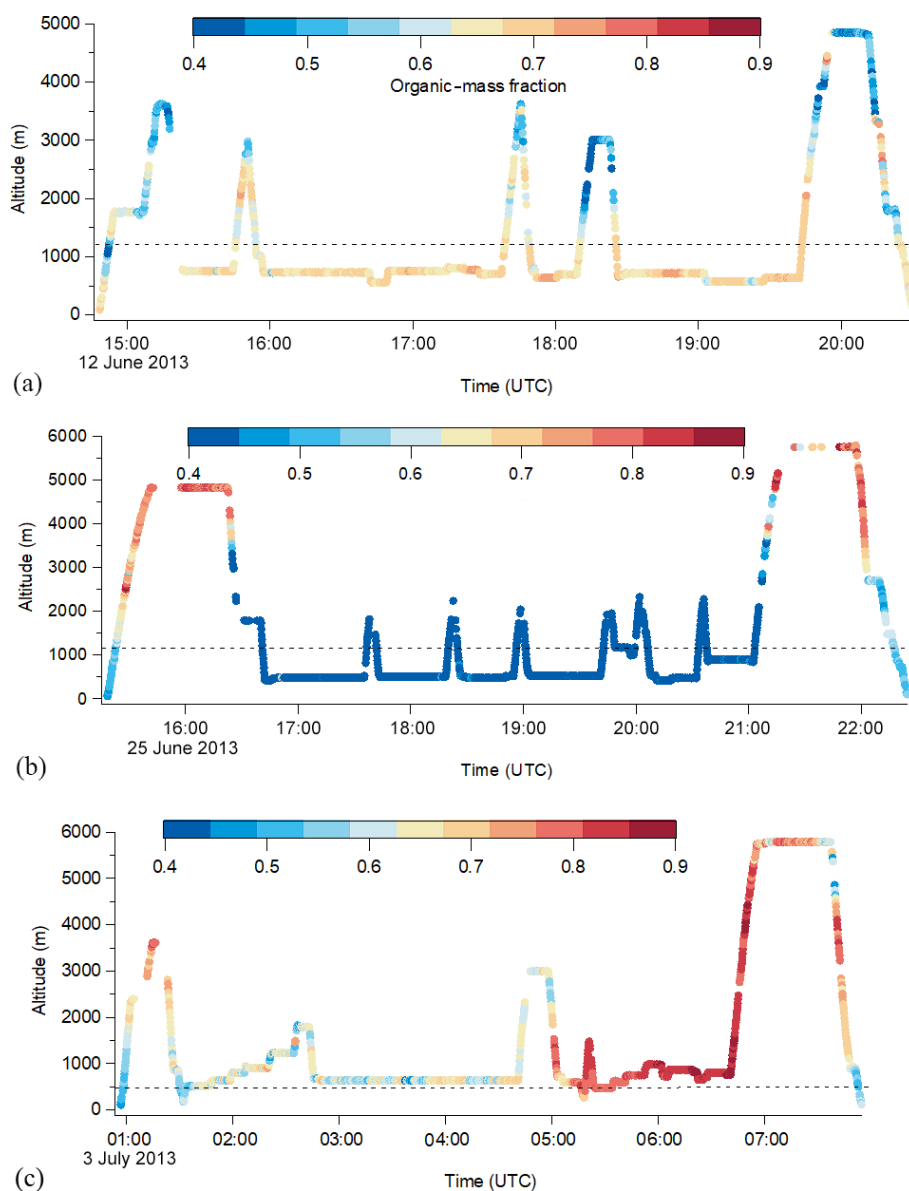 0.4 0.5 0.6 0.7 0.8 0.9
Organic-mass fraction
5000
4000
3000
2000
1000
0
Altitude (m)
15:00 16:00 17:00 18:00 19:00 20:00
12 June 2013
Time (UTC)
(a)
0.4 0.5 0.6 0.7 0.8 0.9
6000
5000
4000
3000
2000
1000
0
Altitude (m)
16:00 17:00 18:00 19:00 20:00 21:00 22:00
25 June 2013
Time (UTC)
(b)
0.4 0.5 0.6 0.7 0.8 0.9
6000
5000
4000
3000
2000
1000
0
Altitude (m)
01:00 02:00 03:00 04:00 05:00 06:00 07:00
3 July 2013
Time (UTC)
(c)